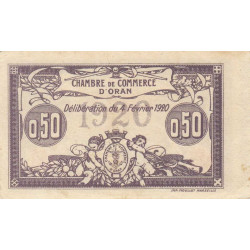 CHAMBRE DE COMMERCE
D'ORAN
Délibération du 4 Février 1920
1920
0,50 0,50